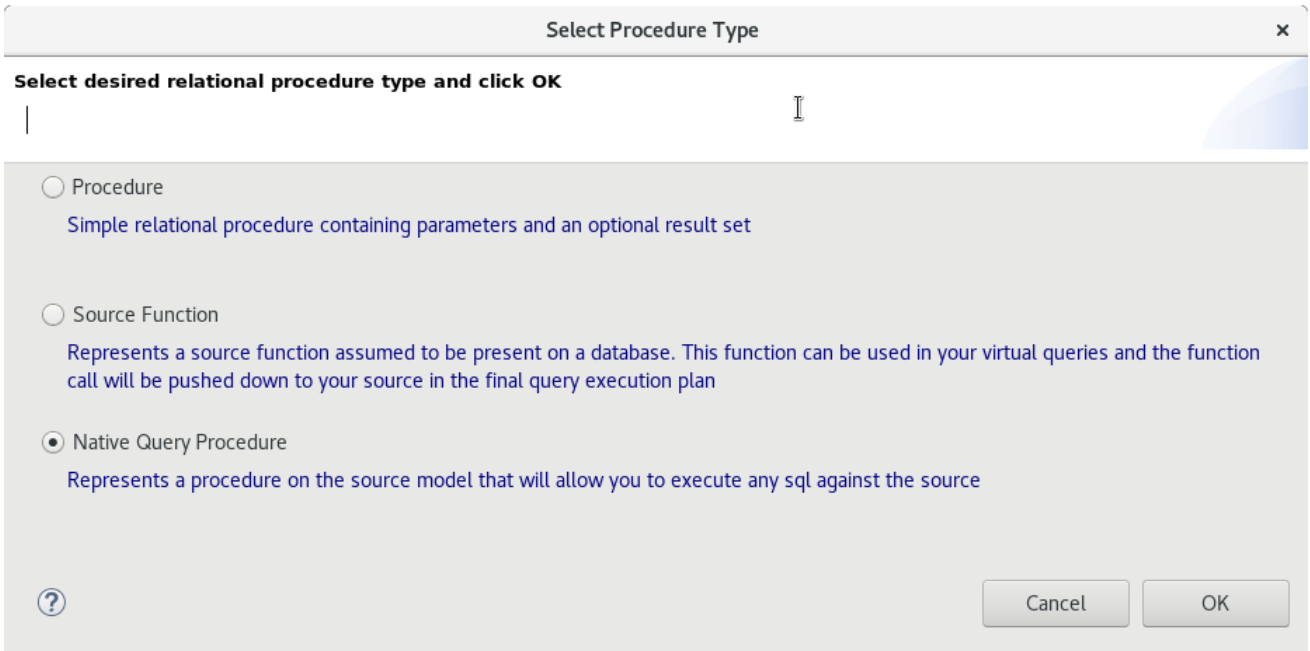 Select Procedure Type
×
Select desired relational procedure type and click OK
Procedure
Simple relational procedure containing parameters and an optional result set
Source Function
Represents a source function assumed to be present on a database. This function can be used in your virtual queries and the function
call will be pushed down to your source in the final query execution plan
Native Query Procedure
Represents a procedure on the source model that will allow you to execute any sql against the source
?
Cancel
OK